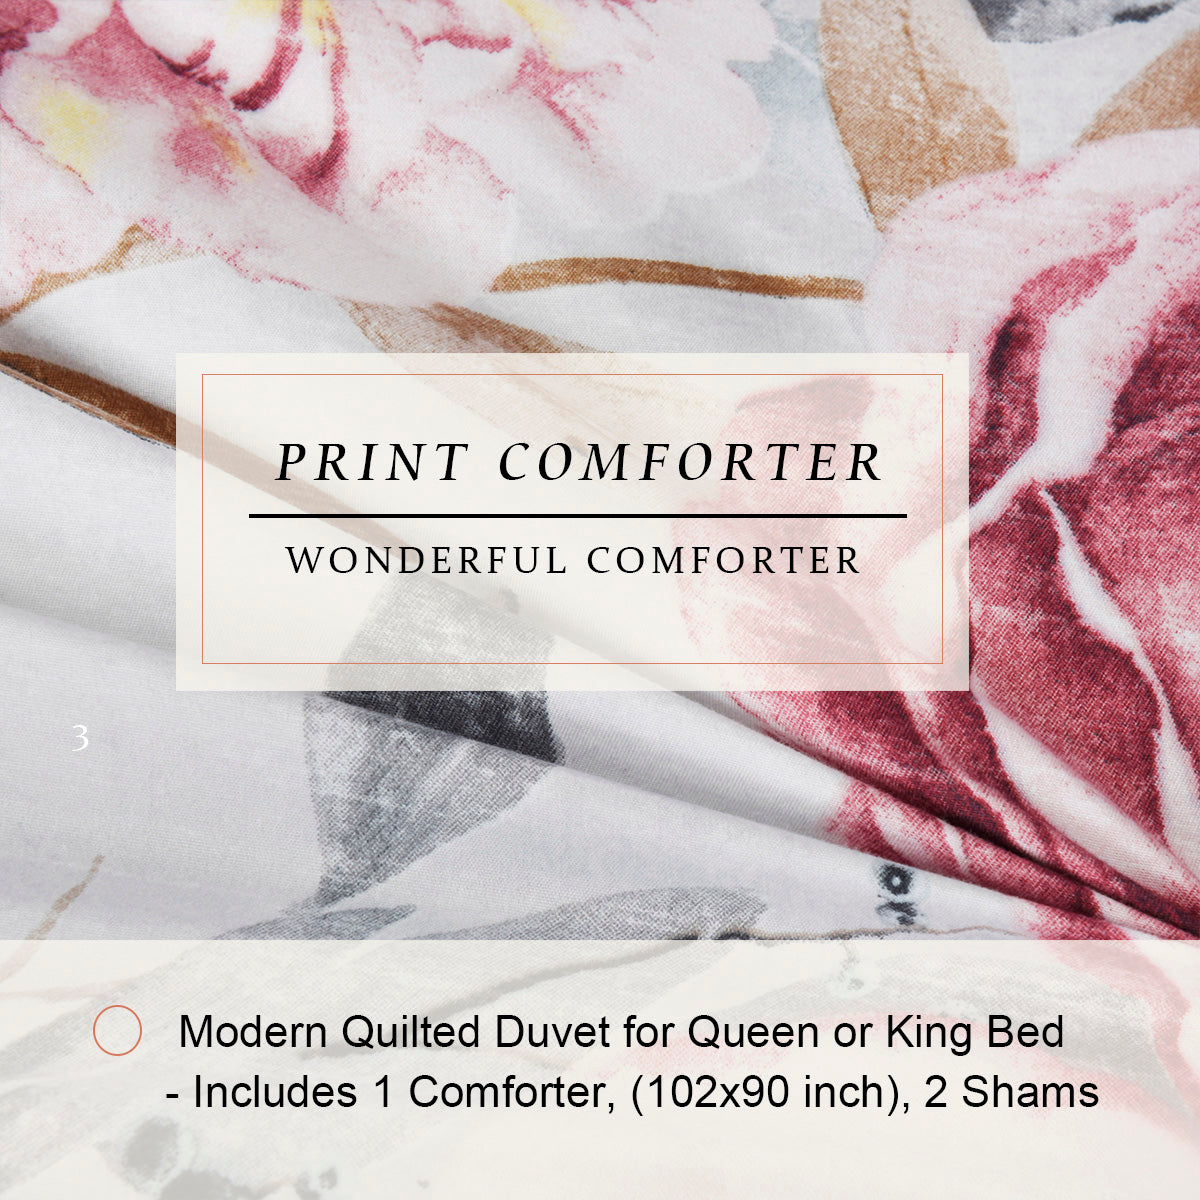 PRINT COMFORTER
WONDERFUL COMFORTER
3
Modern Quilted Duvet for Queen or King Bed
- Includes 1 Comforter, (102x90 inch), 2 Shams